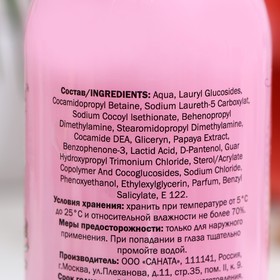 Состав/INGREDIENTS: Aqua, Lauryl Glucosides,
Cocamidopropyl Betaine, Sodium Laureth-5 Carboxylat,
Sodium Cocoyl Isethionate, Behenopropyl
Dimethylamine, Stearomidopropyl Dimethylamine,
Cocamide DEA, Gliceryn, Papaya Extract,
Benzophenone-3, Lactid Acid, D-Pantenol, Guar
Hydroxypropyl Trimonium Chloride, Sterol/Acrylate
Copolymer And Cocoglucosides, Sodium Chloride,
Phenoxyethanol, Ethylexylglycerin, Parfum, Benzyl
Salicylate, E 122.
Условия хранения: хранить при температуре от 5°C
до 25°C и относительной влажности не более 70%.
Меры предосторожности: только для наружного
применения. При попадании в глаза тщательно
промойте водой.
Производитель: ООО «САНАТА», 111141, Россия,
г.Москва, ул.Плеханова, д.11, стр.35, пом. II, к. 9.